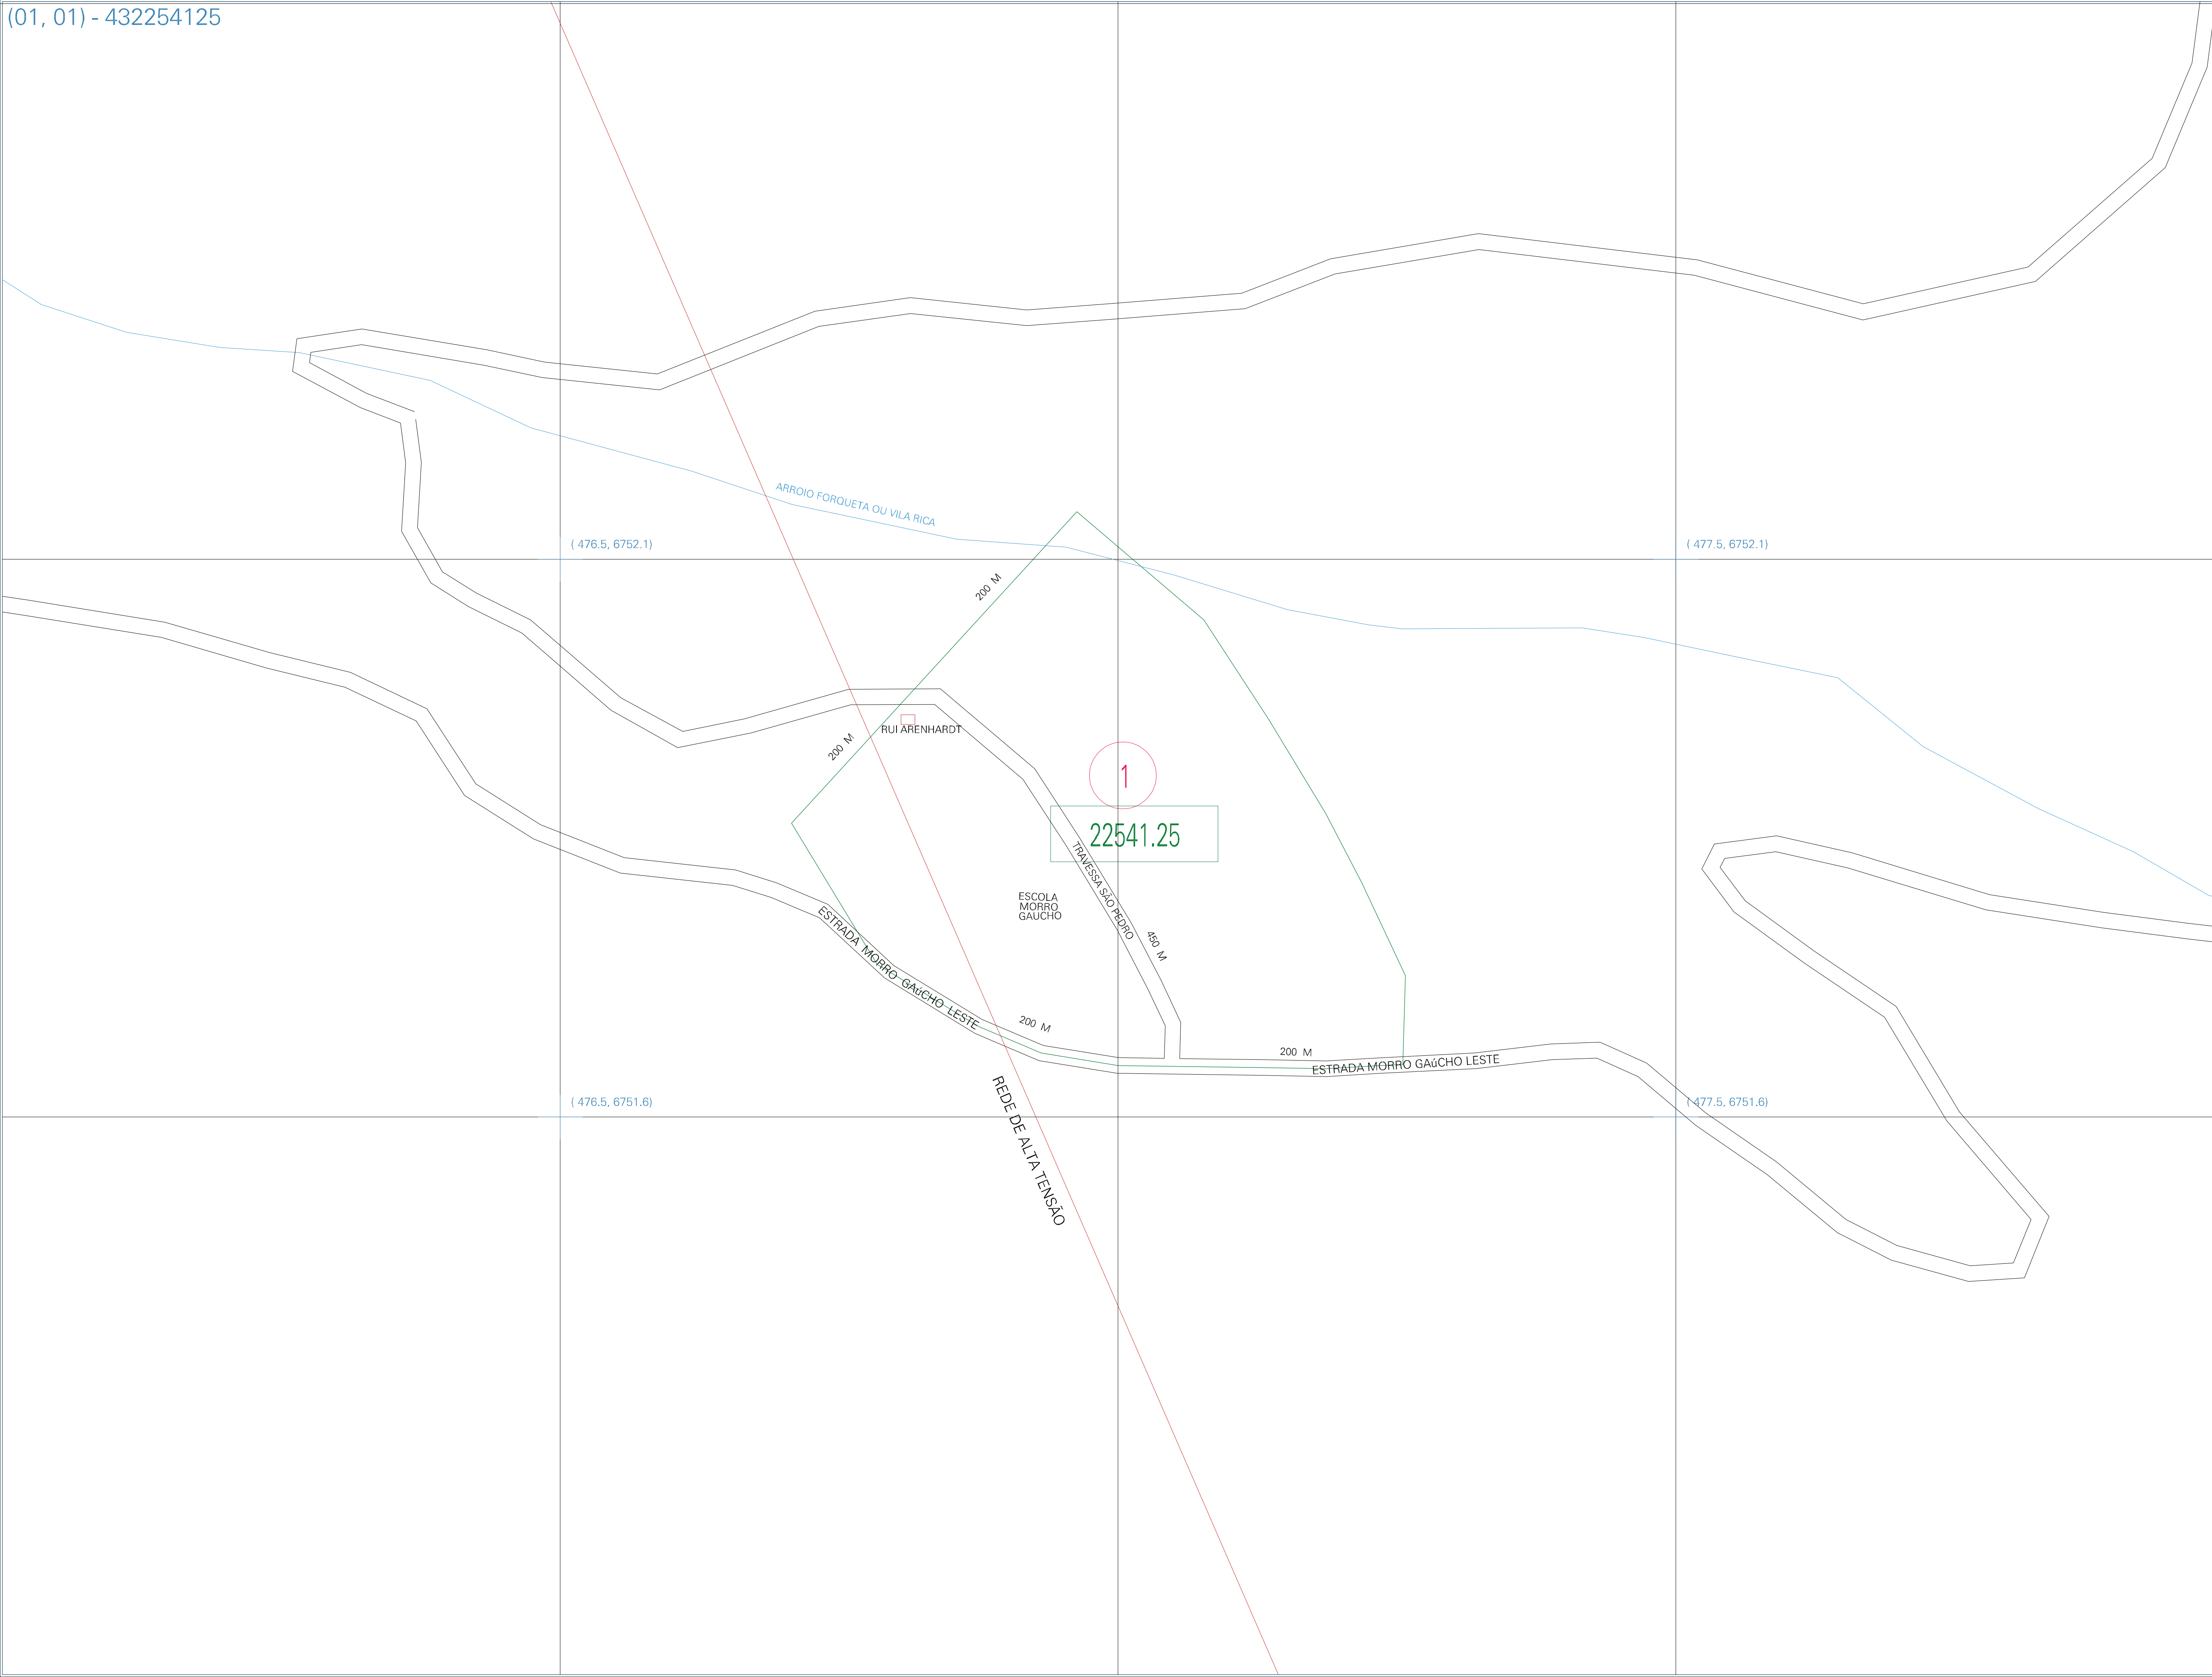 (01, 01) - 432254125
ARROIO FORQUETA OU VILA RICA
( 476.5, 6752.1)
( 477.5, 6752.1)
200 M
RUI ARENHARDT
200 M
1
22541.25
TRAVESSA SÃO PEDRO
ESCOLA
MORRO
GAUCHO
450 M
ESTRADA MORRO GAúCHO LESTE
200 M
200 M
ESTRADA MORRO GAúCHO LESTE
REDE DE ALTA TENSÃO
( 476.5, 6751.6)
( 477.5, 6751.6)